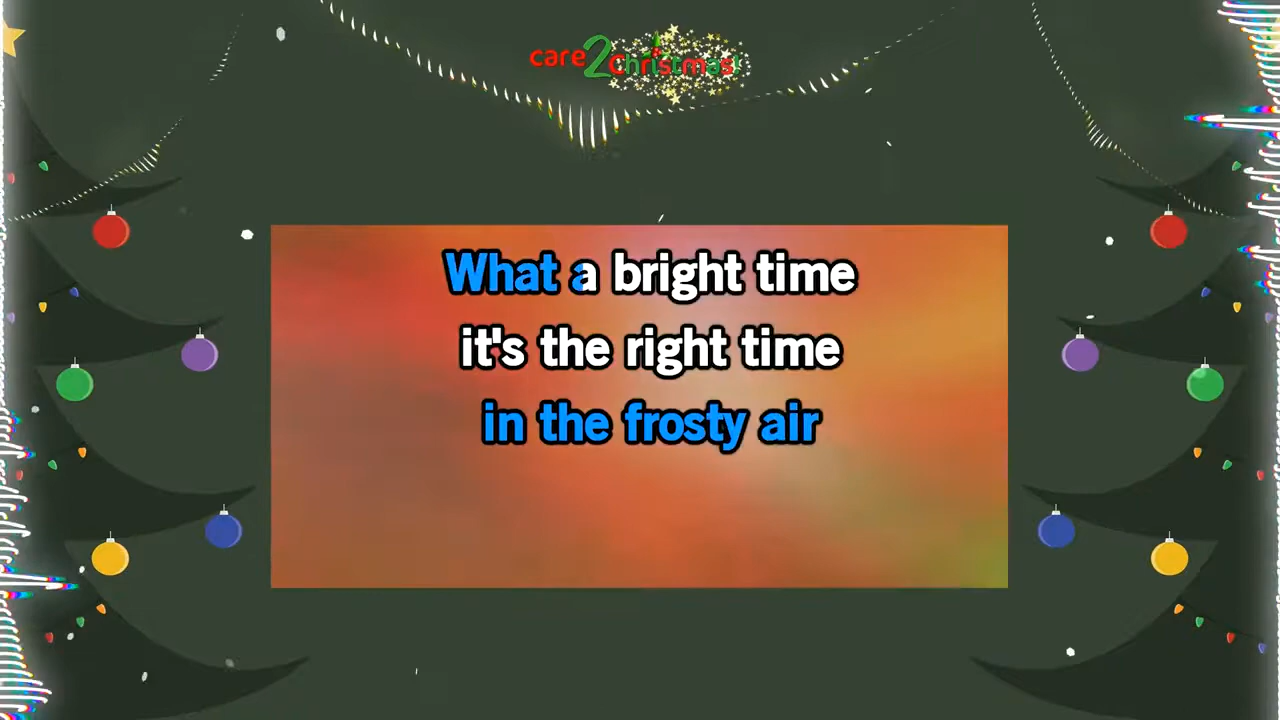 care2Christmas!
What a bright time
it's the right time
in the frosty air